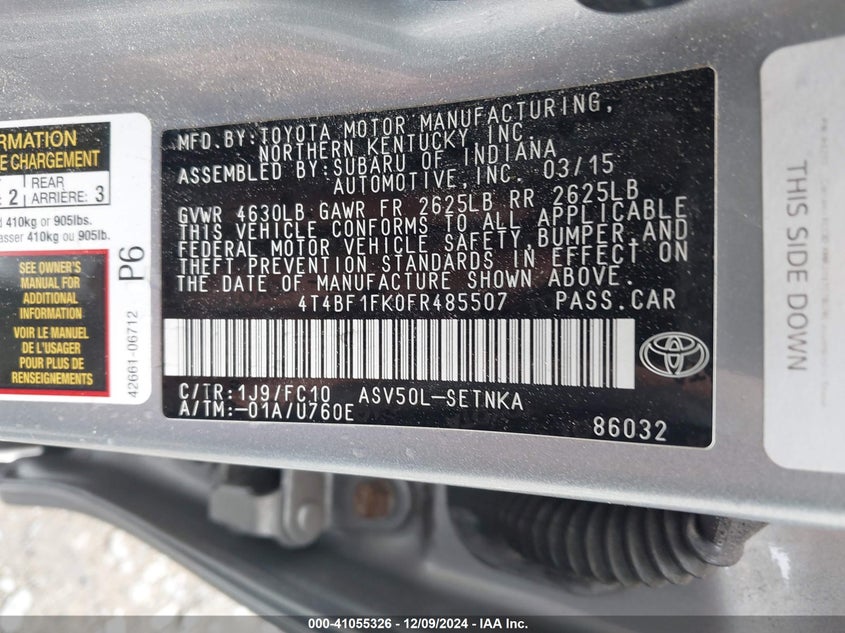 RMATION
E CHARGEMENT
2 REAR ARRIÈRE: 3
d 410kg or 905lbs.
asser 410kg ou 905lb.
SEE OWNER'S
MANUAL FOR
ADDITIONAL
INFORMATION
VOIR LE MANUEL
DE L'USAGER
POUR PLUS DE
RENSEIGNEMENTS
P6
42661-06712
MFD.BY:TOYOTA MOTOR MANUFACTURING,
NORTHERN KENTUCKY INC
ASSEMBLED BY:SUBARU OF INDIANA
AUTOMOTIVE,INC. 03/15
GVWR 4630LB GAWR FR 2625LB RR 2625LB
THIS VEHICLE CONFORMS TO ALL APPLICABLE
FEDERAL MOTOR VEHICLE SAFETY,BUMPER,AND
THEFT PREVENTION STANDARDS IN EFFECT ON
THE DATE OF MANUFACTURE SHOWN ABOVE.
4T4BF1FK0FR485507 PASS.CAR
C/TR:1J9/FC10 ASV50L-SETNKA
A/TM:-01A/U760E
86032
THIS SIDE DOWN
000-41055326 - 12/09/2024 - IAA Inc.